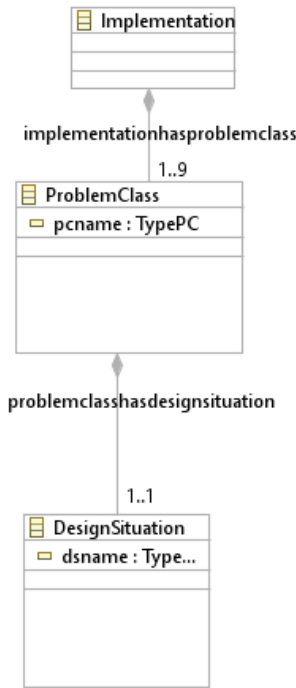 Implementation
implementationhasproblemclass
1..9
ProblemClass
pcname : TypePC
problemclasshasdesignsituation
1..1
DesignSituation
dsname : Type...